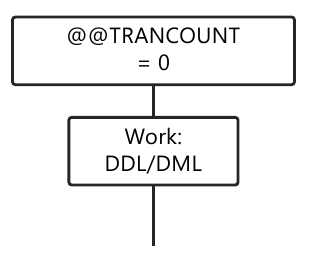 @@TRANCOUNT
= 0
Work:
DDL/DML